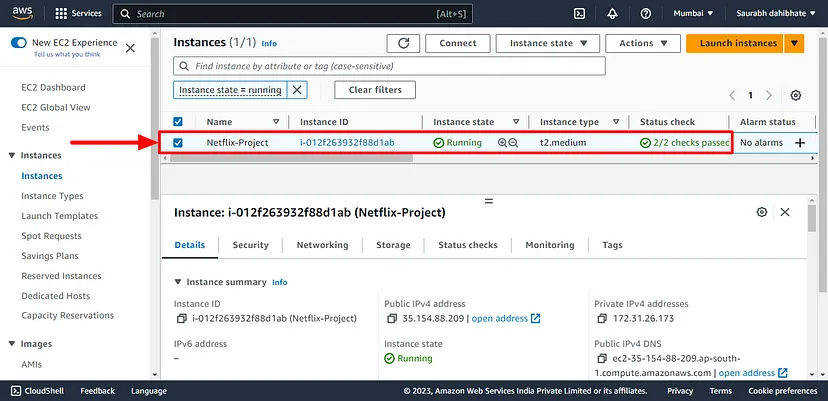 aws Services Search [Alt+S] Mumbai Saurabh dahibhate
New EC2 Experience
Tell us what you think
EC2 Dashboard
EC2 Global View
Events
Instances
Instances
Instance Types
Launch Templates
Spot Requests
Savings Plans
Reserved Instances
Dedicated Hosts
Capacity Reservations
Images
AMIs
Instances (1/1) Info Connect Instance state Actions Launch instances
Find instance by attribute or tag (case-sensitive)
Instance state = running Clear filters
1
Name Instance ID Instance state Instance type Status check Alarm status
Netflix-Project i-012f263932f88d1ab Running t2.medium 2/2 checks passed No alarms
Instance: i-012f263932f88d1ab (Netflix-Project)
Details Security Networking Storage Status checks Monitoring Tags
Instance summary Info
Instance ID
i-012f263932f88d1ab (Netflix-Project)
Public IPv4 address
35.154.88.209 | open address
Private IPv4 addresses
172.31.26.173
IPv6 address
–
Instance state
Running
Public IPv4 DNS
ec2-35-154-88-209.ap-south-
1.compute.amazonaws.com | open address
CloudShell Feedback Language © 2023, Amazon Web Services India Private Limited or its affiliates. Privacy Terms Cookie preferences